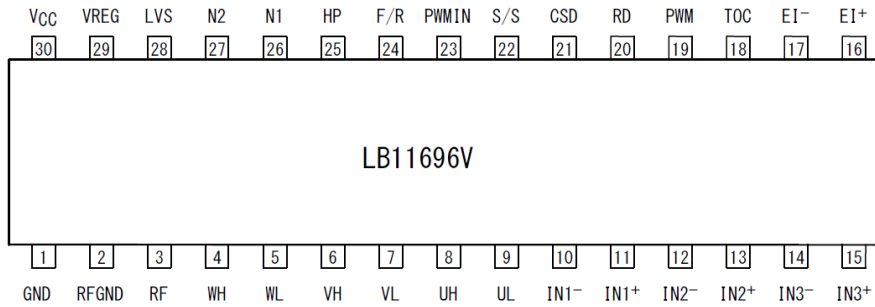 VCC VREG LVS N2 N1 HP F/R PWMIN S/S CSD RD PWM TOC EI− EI+
30 29 28 27 26 25 24 23 22 21 20 19 18 17 16
LB11696V
1 2 3 4 5 6 7 8 9 10 11 12 13 14 15
GND RFGND RF WH WL VH VL UH UL IN1− IN1+ IN2− IN2+ IN3− IN3+